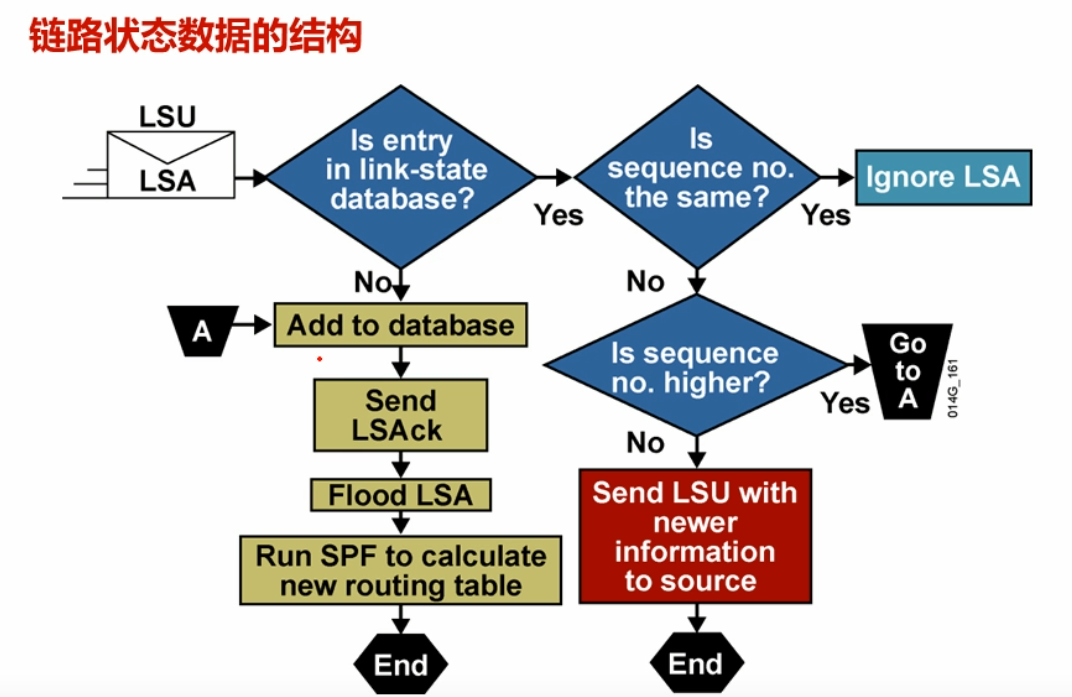 链路状态数据的结构
LSU
LSA
Is entry
in link-state
database?
Yes
Is
sequence no.
the same?
Yes
Ignore LSA
No
No
A
Add to database
Is sequence
no. higher?
Yes
Go
to
A
014G_161
Send
LSAck
No
Flood LSA
Send LSU with
newer
information
to source
Run SPF to calculate
new routing table
End
End